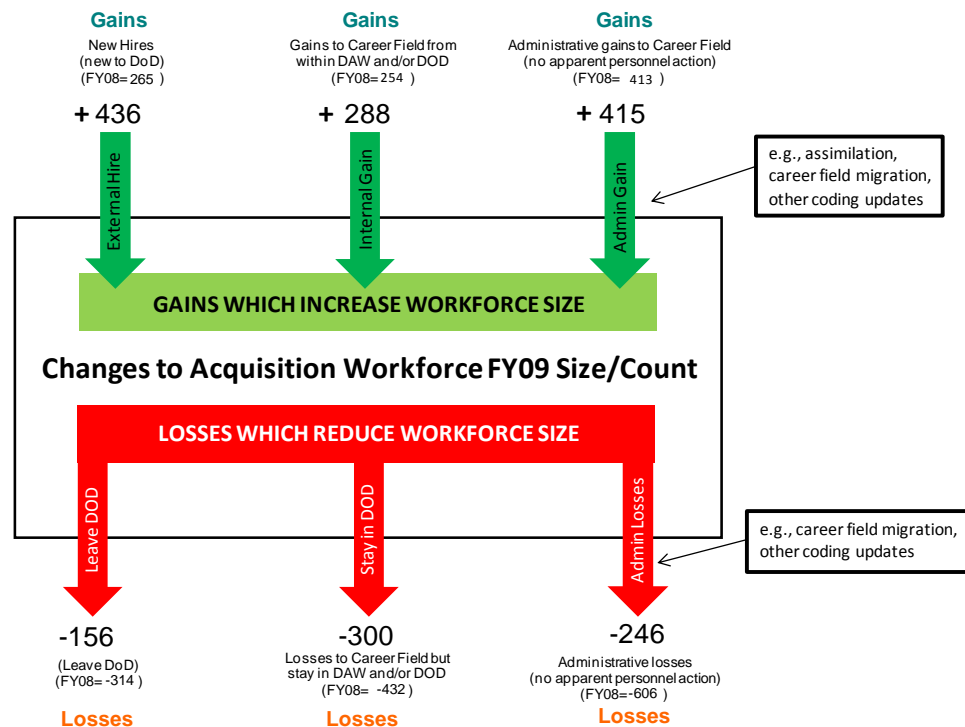 Gains
New Hires
(new to DoD)
(FY08= 265 )
+ 436
Gains
Gains to Career Field from
within DAW and/or DOD
(FY08= 254 )
+ 288
Gains
Administrative gains to Career Field
(no apparent personnel action)
(FY08= 413 )
+ 415
e.g., assimilation,
career field migration,
other coding updates
External Hire
Internal Gain
Admin Gain
GAINS WHICH INCREASE WORKFORCE SIZE
Changes to Acquisition Workforce FY09 Size/Count
LOSSES WHICH REDUCE WORKFORCE SIZE
Leave DOD
Stay in DOD
Admin Losses
e.g., career field migration,
other coding updates
-156
(Leave DoD)
(FY08= -314 )
Losses
-300
Losses to Career Field but
stay in DAW and/or DOD
(FY08= -432 )
Losses
-246
Administrative losses
(no apparent personnel action)
(FY08=-606 )
Losses